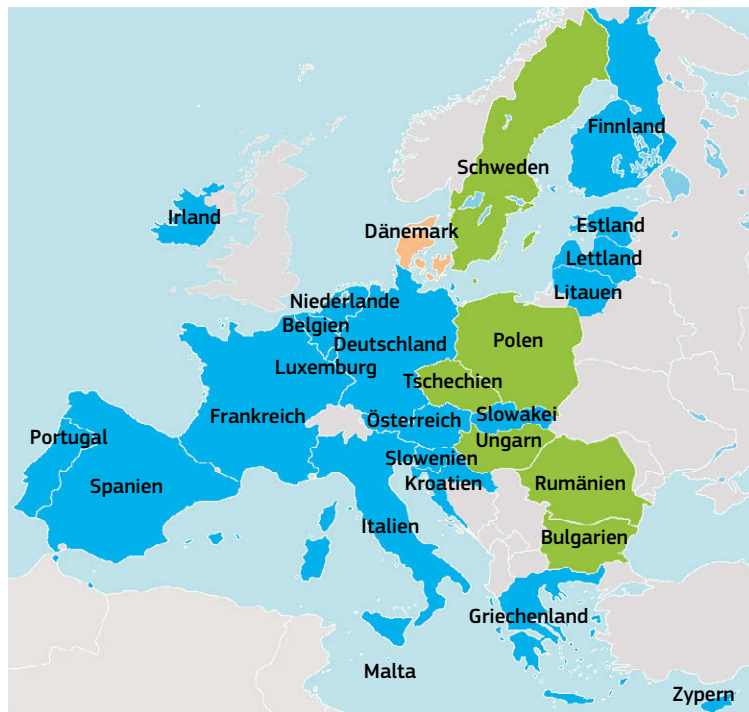 Finnland
Schweden
Irland
Estland
Dänemark
Lettland
Litauen
Niederlande
Belgien
Deutschland
Polen
Luxemburg
Tschechien
Frankreich
Österreich
Slowakei
Portugal
Ungarn
Slowenien
Spanien
Kroatien
Rumänien
Italien
Bulgarien
Griechenland
Malta
Zypern